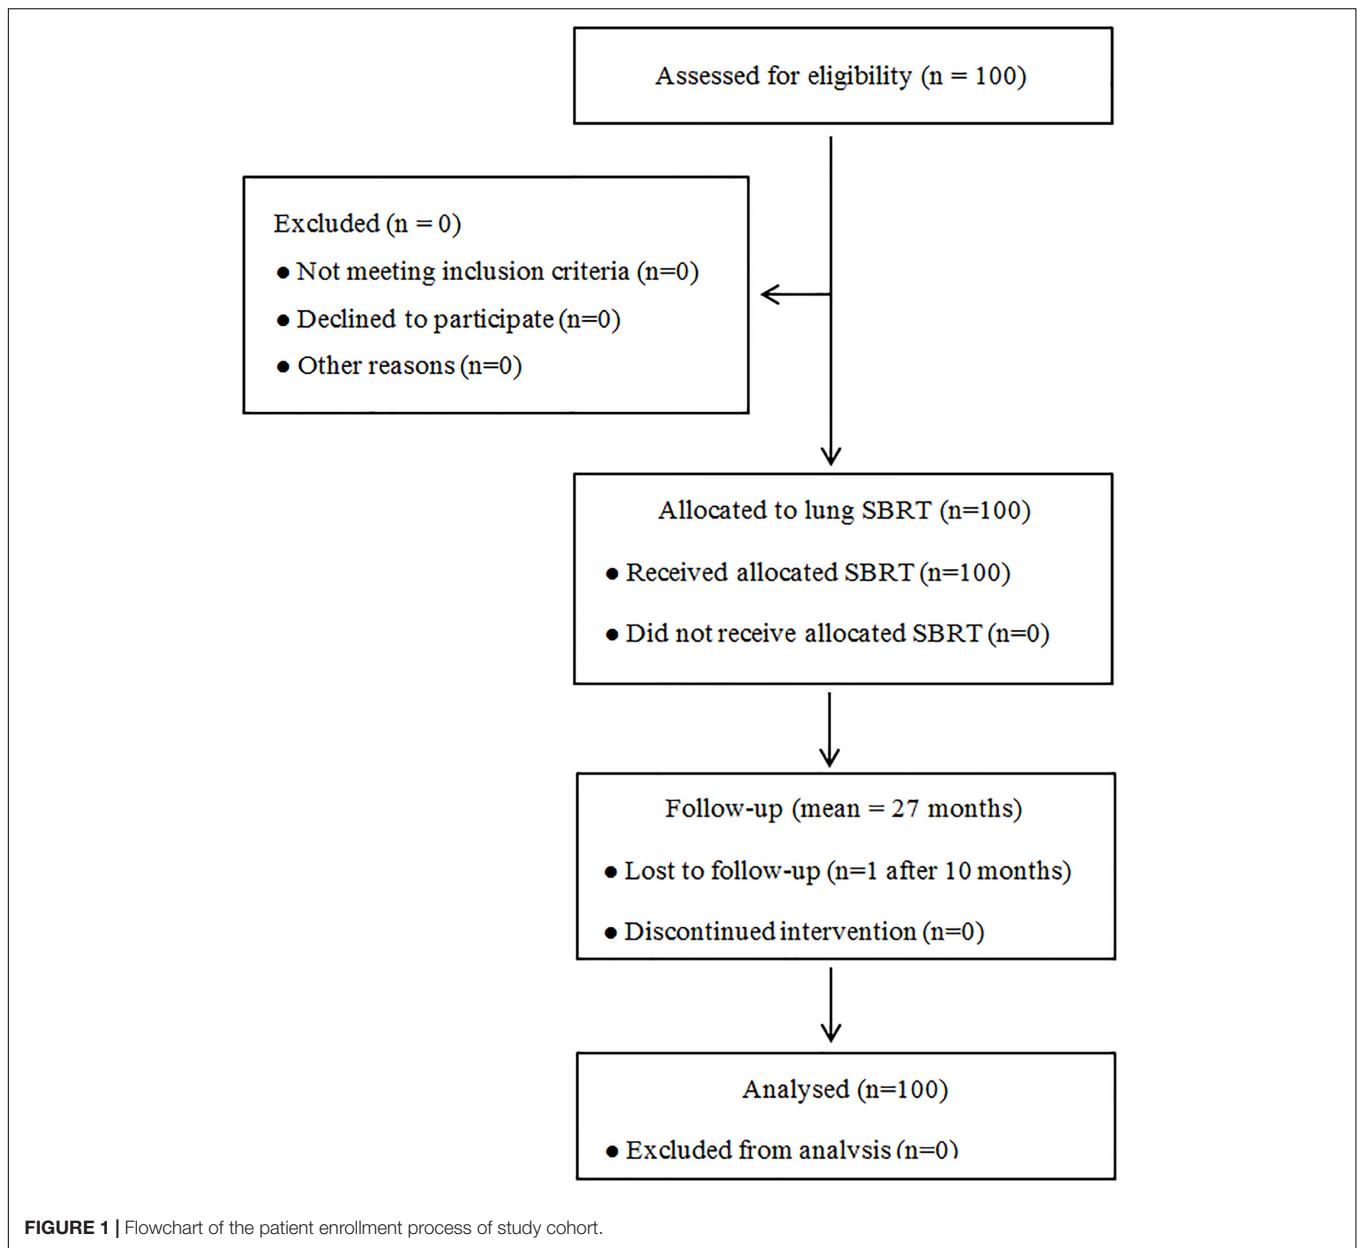 Assessed for eligibility (n = 100)
Excluded (n = 0)
● Not meeting inclusion criteria (n=0)
● Declined to participate (n=0)
● Other reasons (n=0)
Allocated to lung SBRT (n=100)
● Received allocated SBRT (n=100)
● Did not receive allocated SBRT (n=0)
Follow-up (mean = 27 months)
● Lost to follow-up (n=1 after 10 months)
● Discontinued intervention (n=0)
Analysed (n=100)
● Excluded from analysis (n=0)
FIGURE 1 | Flowchart of the patient enrollment process of study cohort.